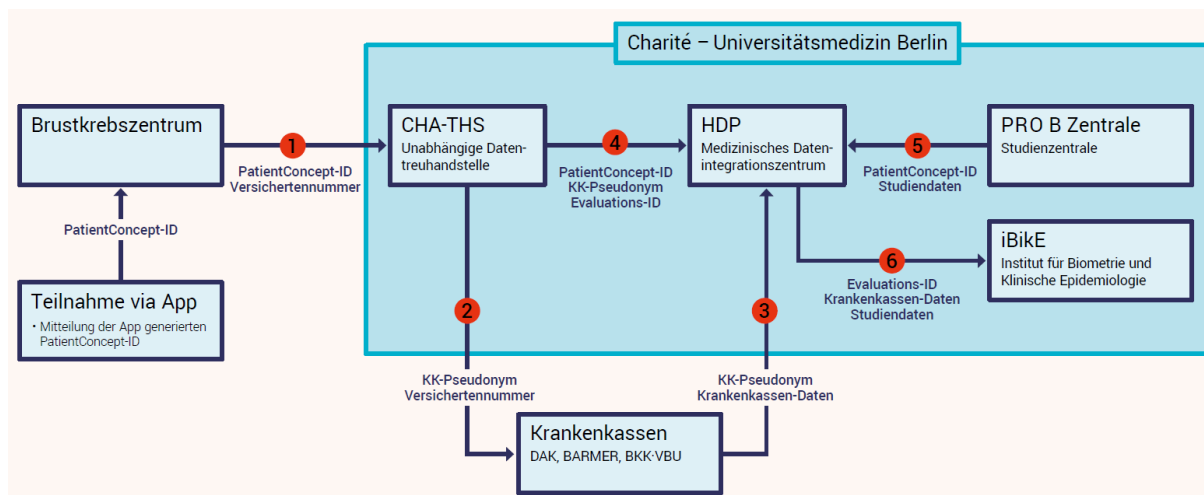 Charité – Universitätsmedizin Berlin
Brustkrebszentrum
1
PatientConcept-ID
Versichertennummer
CHA-THS
Unabhängige Daten-
treuhandstelle
4
PatientConcept-ID
KK-Pseudonym
Evaluations-ID
HDP
Medizinisches Daten-
integrationszentrum
5
PatientConcept-ID
Studiendaten
PRO B Zentrale
Studienzentrale
PatientConcept-ID
Teilnahme via App
• Mitteilung der App generierten
PatientConcept-ID
2
3
6
Evaluations-ID
Krankenkassen-Daten
Studiendaten
iBikE
Institut für Biometrie und
Klinische Epidemiologie
KK-Pseudonym
Versichertennummer
KK-Pseudonym
Krankenkassen-Daten
Krankenkassen
DAK, BARMER, BKK·VBU